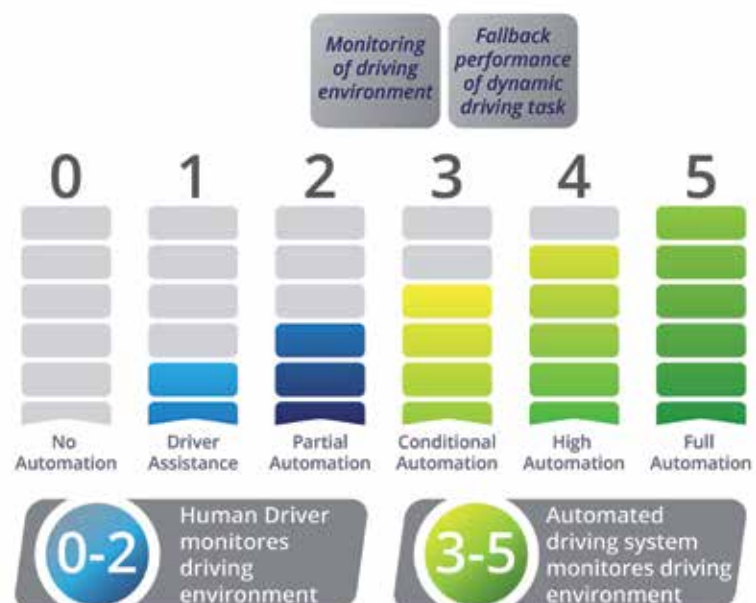 Monitoring
of driving
environment
Fallback
performance
of dynamic
driving task
0
1
2
3
4
5
No
Automation
Driver
Assistance
Partial
Automation
Conditional
Automation
High
Automation
Full
Automation
0-2
Human Driver
monitores
driving
environment
3-5
Automated
driving system
monitores driving
environment